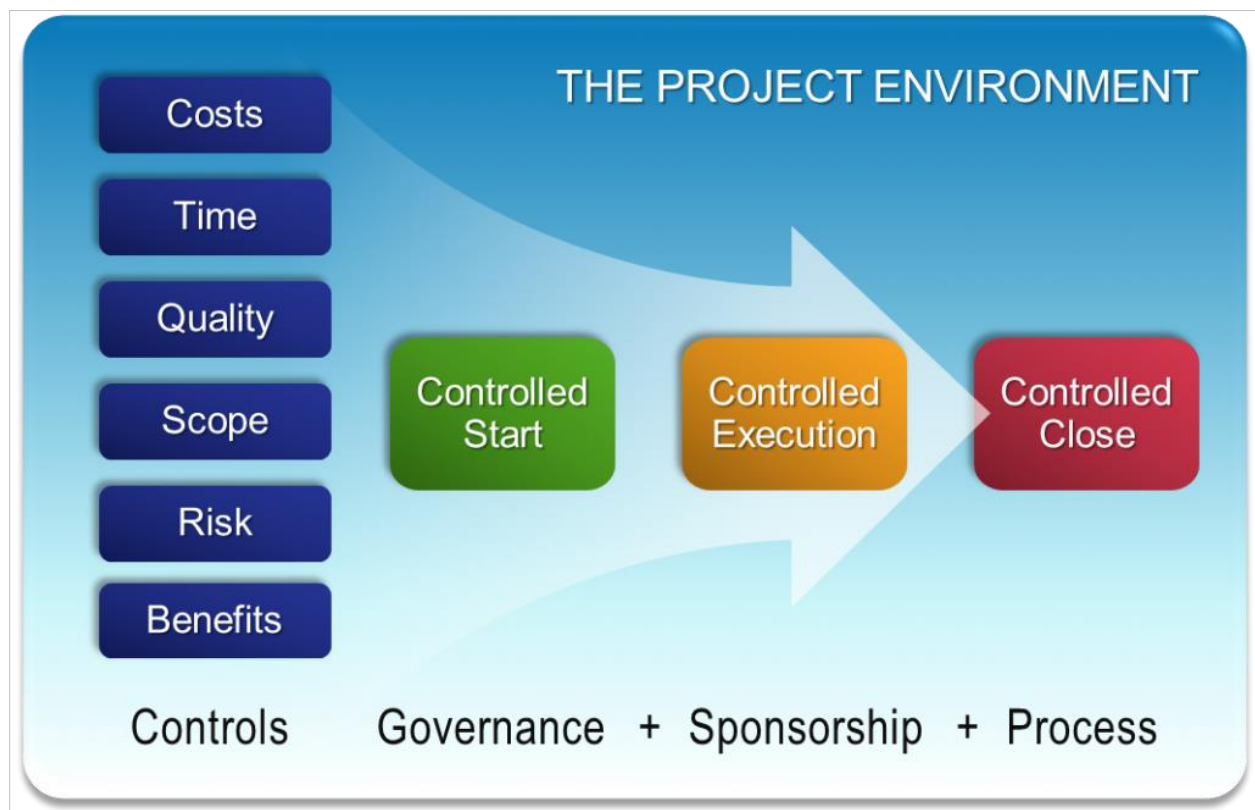 THE PROJECT ENVIRONMENT
Costs
Time
Quality
Scope
Risk
Benefits
Controlled
Start
Controlled
Execution
Controlled
Close
Controls Governance + Sponsorship + Process